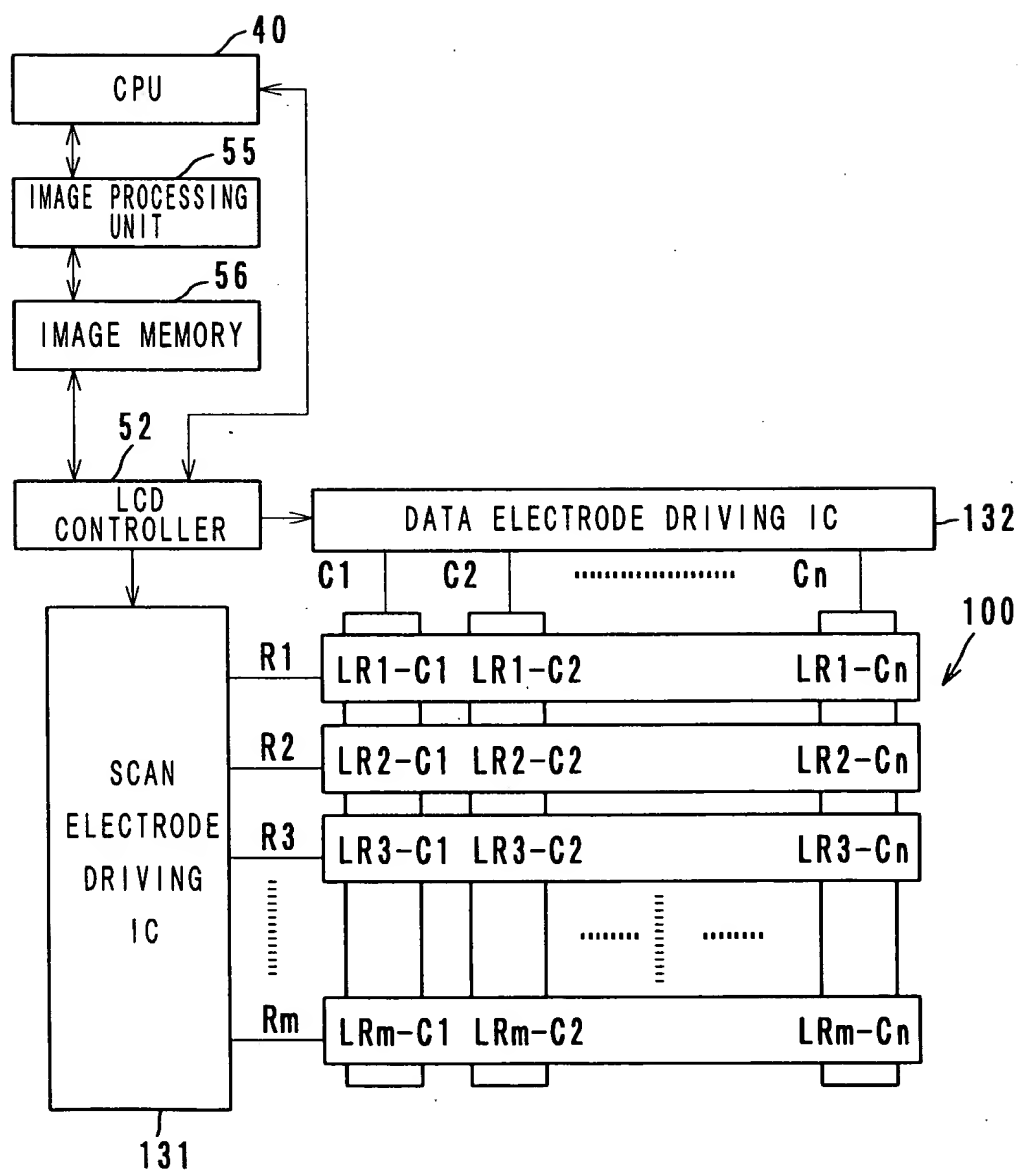 40
CPU
55
IMAGE PROCESSING
UNIT
56
IMAGE MEMORY
52
LCD
CONTROLLER
DATA ELECTRODE DRIVING IC
132
C1 C2 Cn
100
R1
LR1-C1 LR1-C2 LR1-Cn
R2
LR2-C1 LR2-C2 LR2-Cn
R3
LR3-C1 LR3-C2 LR3-Cn
SCAN
ELECTRODE
DRIVING
IC
Rm
LRm-C1 LRm-C2 LRm-Cn
131